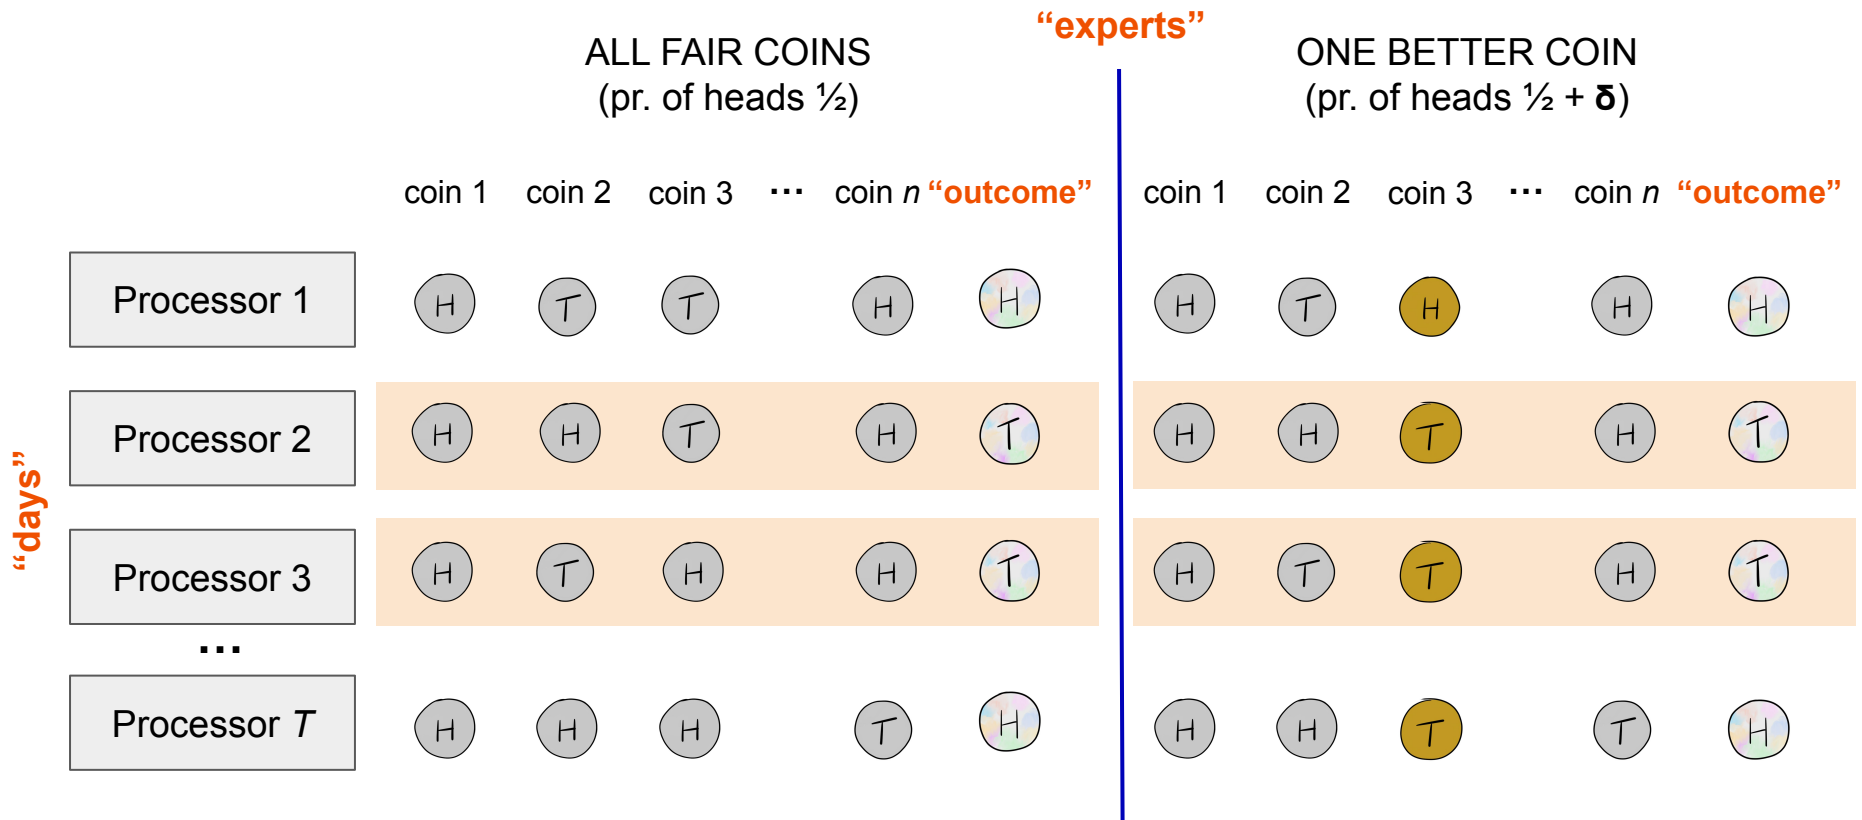 “experts”
ALL FAIR COINS
(pr. of heads ½)
ONE BETTER COIN
(pr. of heads ½ + δ)
coin 1 coin 2 coin 3 ... coin n “outcome” coin 1 coin 2 coin 3 ... coin n “outcome”
“days”
Processor 1 H T T H H H T H H H
Processor 2 H H T H T H H T H T
Processor 3 H T H H T H T T H T
...
Processor T H H H T H H H T T H